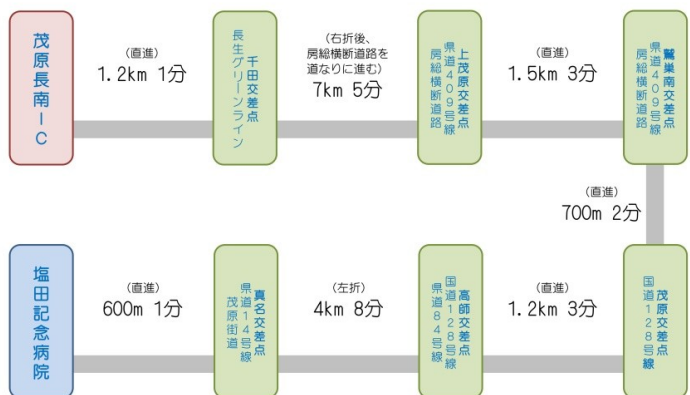 茂原長南IC
(直進)
1.2km 1分
千田交差点
長生グリーンライン
(右折後、
房総横断道路を
道なりに進む)
7km 5分
上茂原交差点
県道409号線
房総横断道路
(直進)
1.5km 3分
鷲巣南交差点
県道409号線
房総横断道路
(直進)
700m 2分
茂原交差点
国道128号線
(直進)
1.2km 3分
高師交差点
国道128号線
県道84号線
(左折)
4km 8分
真名交差点
県道14号線
茂原街道
(直進)
600m 1分
塩田記念病院